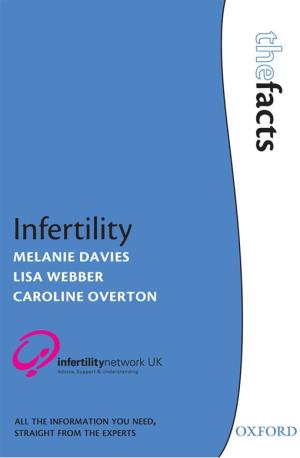 thefacts
Infertility
MELANIE DAVIES
LISA WEBBER
CAROLINE OVERTON
infertilitynetwork UK
Advice, Support & Understanding
ALL THE INFORMATION YOU NEED,
STRAIGHT FROM THE EXPERTS
OXFORD